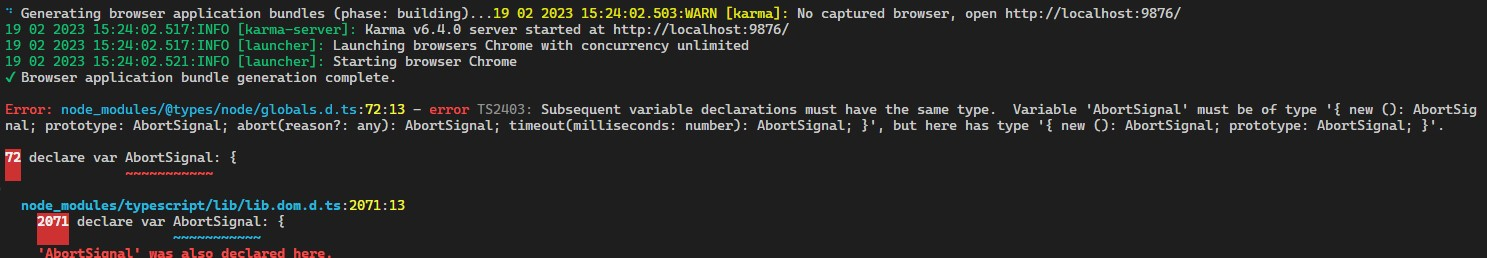 ⠙ Generating browser application bundles (phase: building)...19 02 2023 15:24:02.503:WARN [karma]: No captured browser, open http://localhost:9876/
19 02 2023 15:24:02.517:INFO [karma-server]: Karma v6.4.0 server started at http://localhost:9876/
19 02 2023 15:24:02.517:INFO [launcher]: Launching browsers Chrome with concurrency unlimited
19 02 2023 15:24:02.521:INFO [launcher]: Starting browser Chrome
✓ Browser application bundle generation complete.
Error: node_modules/@types/node/globals.d.ts:72:13 - error TS2403: Subsequent variable declarations must have the same type.  Variable 'AbortSignal' must be of type '{ new (): AbortSig
nal; prototype: AbortSignal; abort(reason?: any): AbortSignal; timeout(milliseconds: number): AbortSignal; }', but here has type '{ new (): AbortSignal; prototype: AbortSignal; }'.
72 declare var AbortSignal: {
~~~~~~~~~~~
node_modules/typescript/lib/lib.dom.d.ts:2071:13
2071 declare var AbortSignal: {
~~~~~~~~~~~
'AbortSignal' was also declared here.